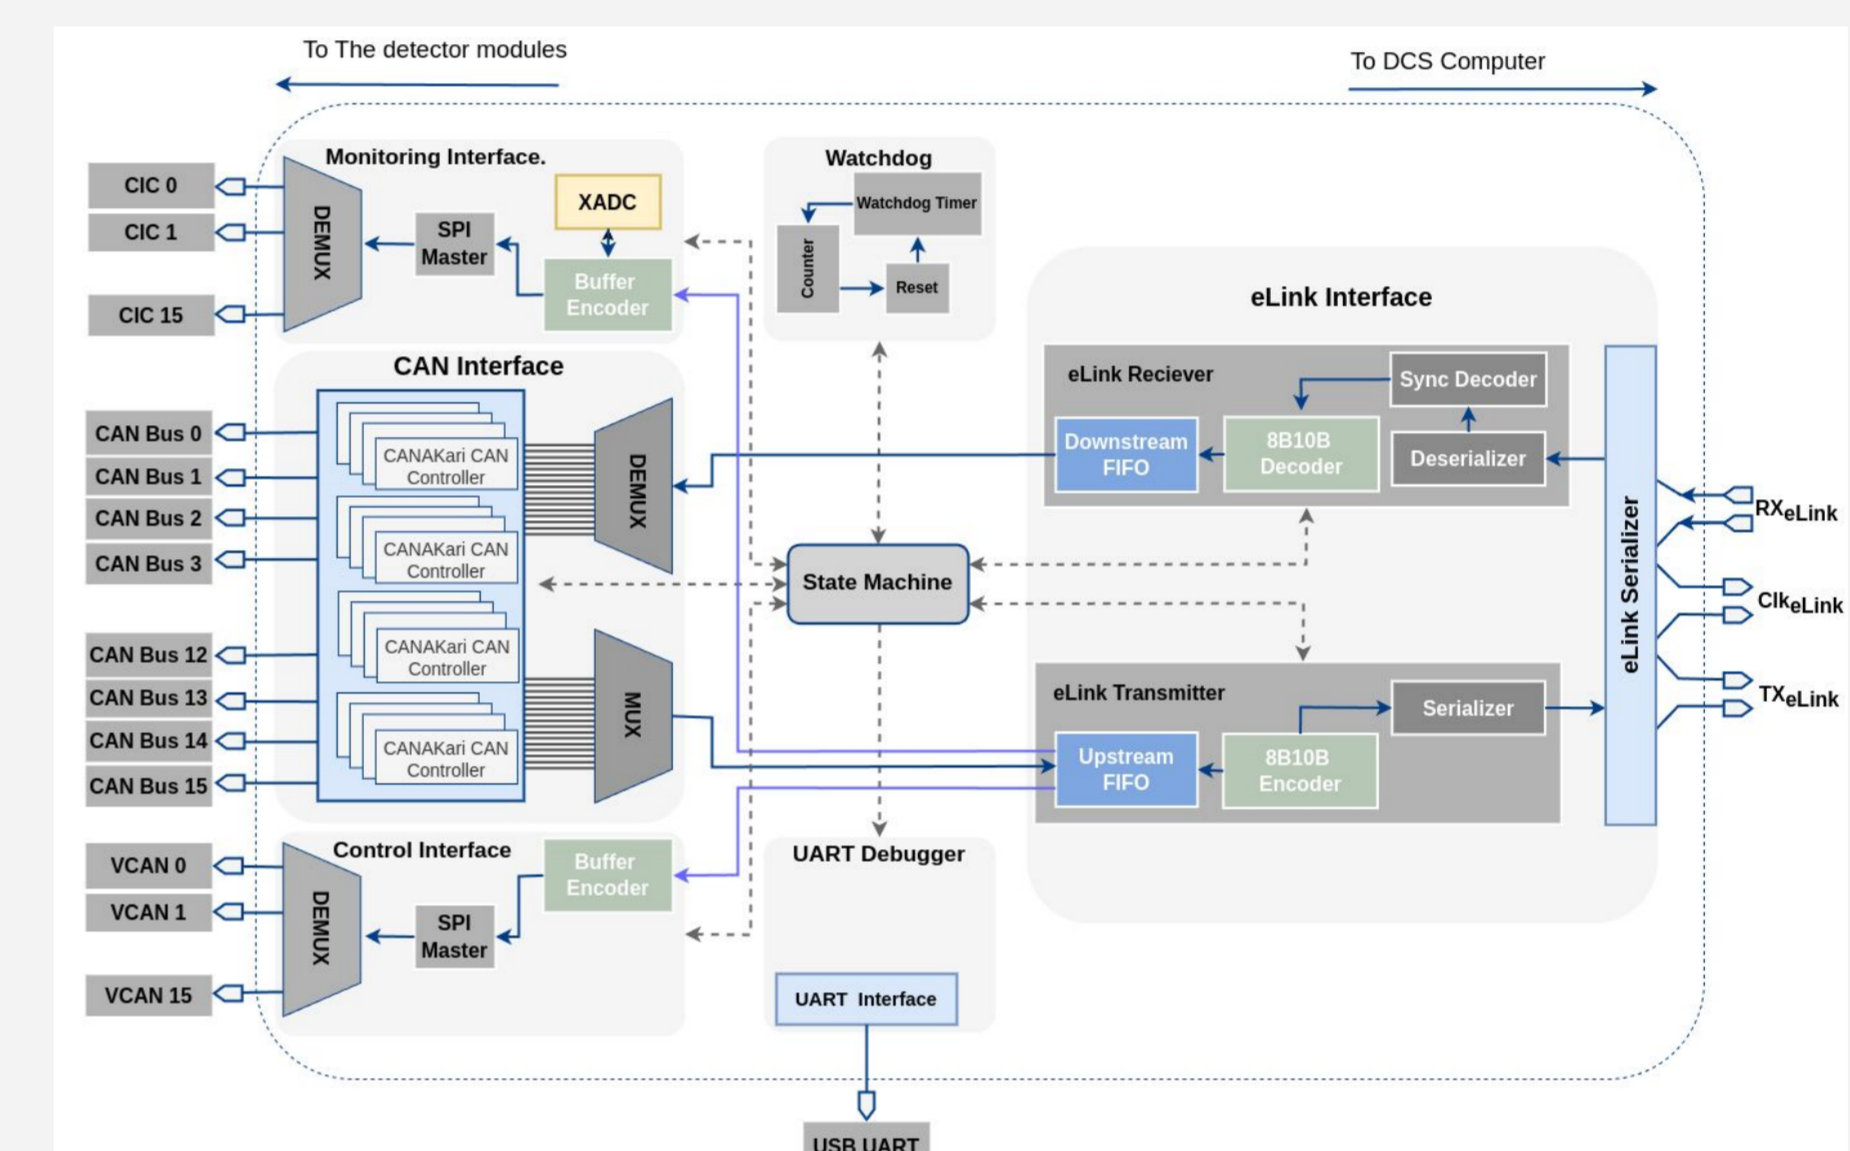 To The detector modules
To DCS Computer
Monitoring Interface.
CIC 0
CIC 1
CIC 15
DEMUX
SPI
Master
XADC
Buffer
Encoder
Watchdog
Watchdog Timer
Counter
Reset
CAN Interface
CAN Bus 0
CAN Bus 1
CAN Bus 2
CAN Bus 3
CAN Bus 12
CAN Bus 13
CAN Bus 14
CAN Bus 15
CANAKari CAN
Controller
CANAKari CAN
Controller
CANAKari CAN
Controller
CANAKari CAN
Controller
DEMUX
MUX
State Machine
eLink Interface
eLink Reciever
Sync Decoder
Downstream
FIFO
8B10B
Decoder
Deserializer
eLink Transmitter
Serializer
Upstream
FIFO
8B10B
Encoder
eLink Serializer
RXeLink
ClkeLink
TXeLink
Control Interface
VCAN 0
VCAN 1
VCAN 15
DEMUX
SPI
Master
Buffer
Encoder
UART Debugger
UART Interface
USB UART